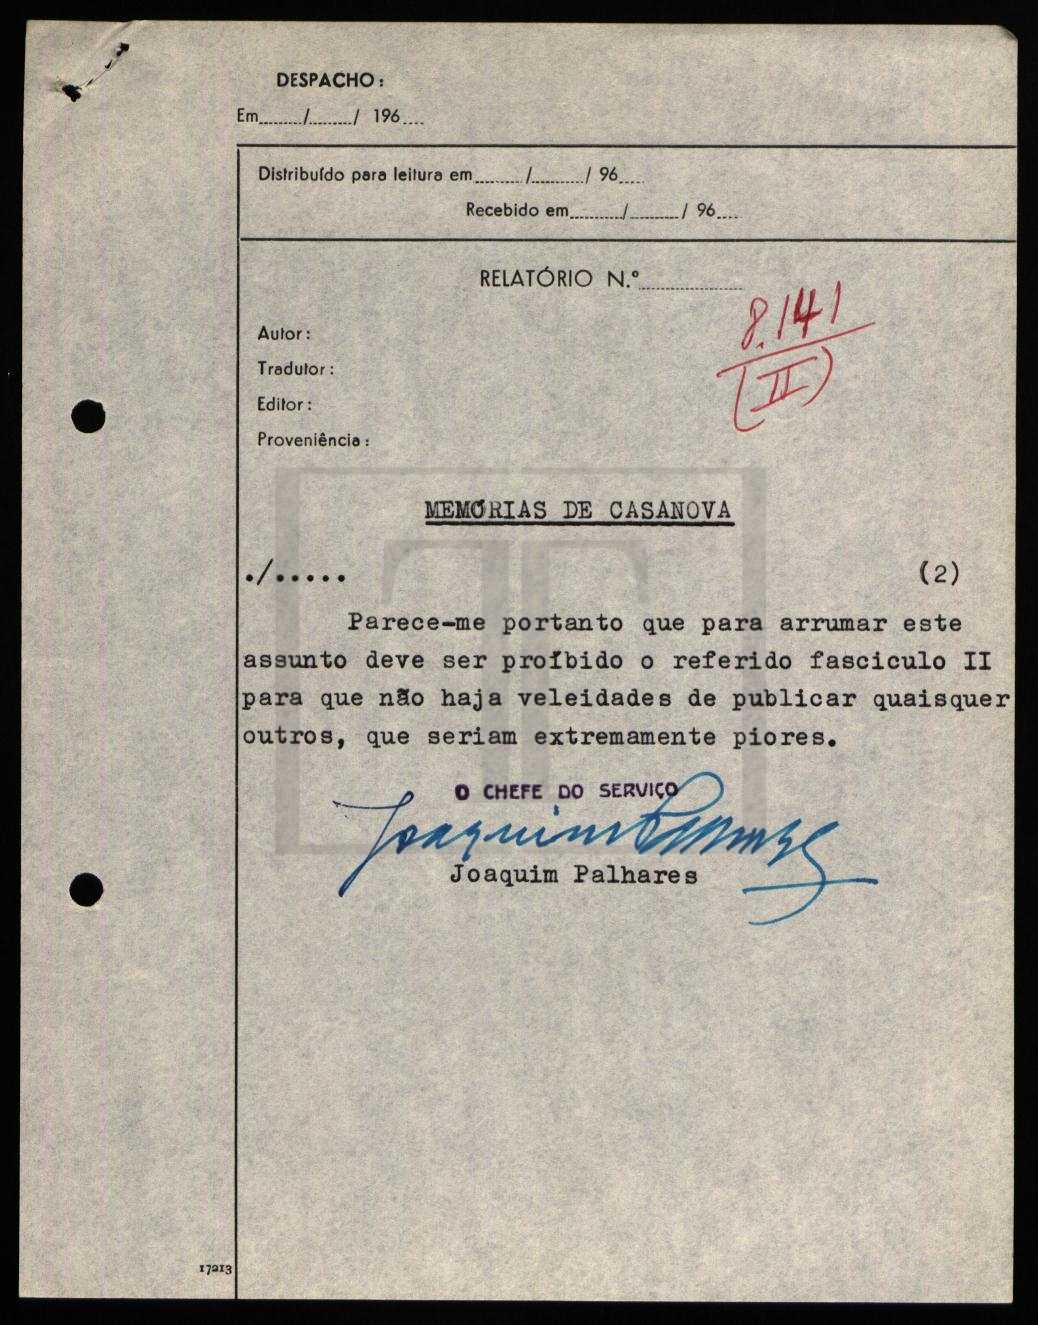 DESPACHO:
Em......../......../ 196....
Distribuído para leitura em........./........../ 96....
Recebido em........../........./ 96....
RELATÓRIO N.º....................
8.141
(II)
Autor:
Tradutor:
Editor:
Proveniência:
MEMÓRIAS DE CASANOVA
./..... (2)
Parece-me portanto que para arrumar este
assunto deve ser proíbido o referido fasciculo II
para que não haja veleidades de publicar quaisquer
outros, que seriam extremamente piores.
O CHEFE DO SERVIÇO
Joaquim Palhares
Joaquim Palhares
17213